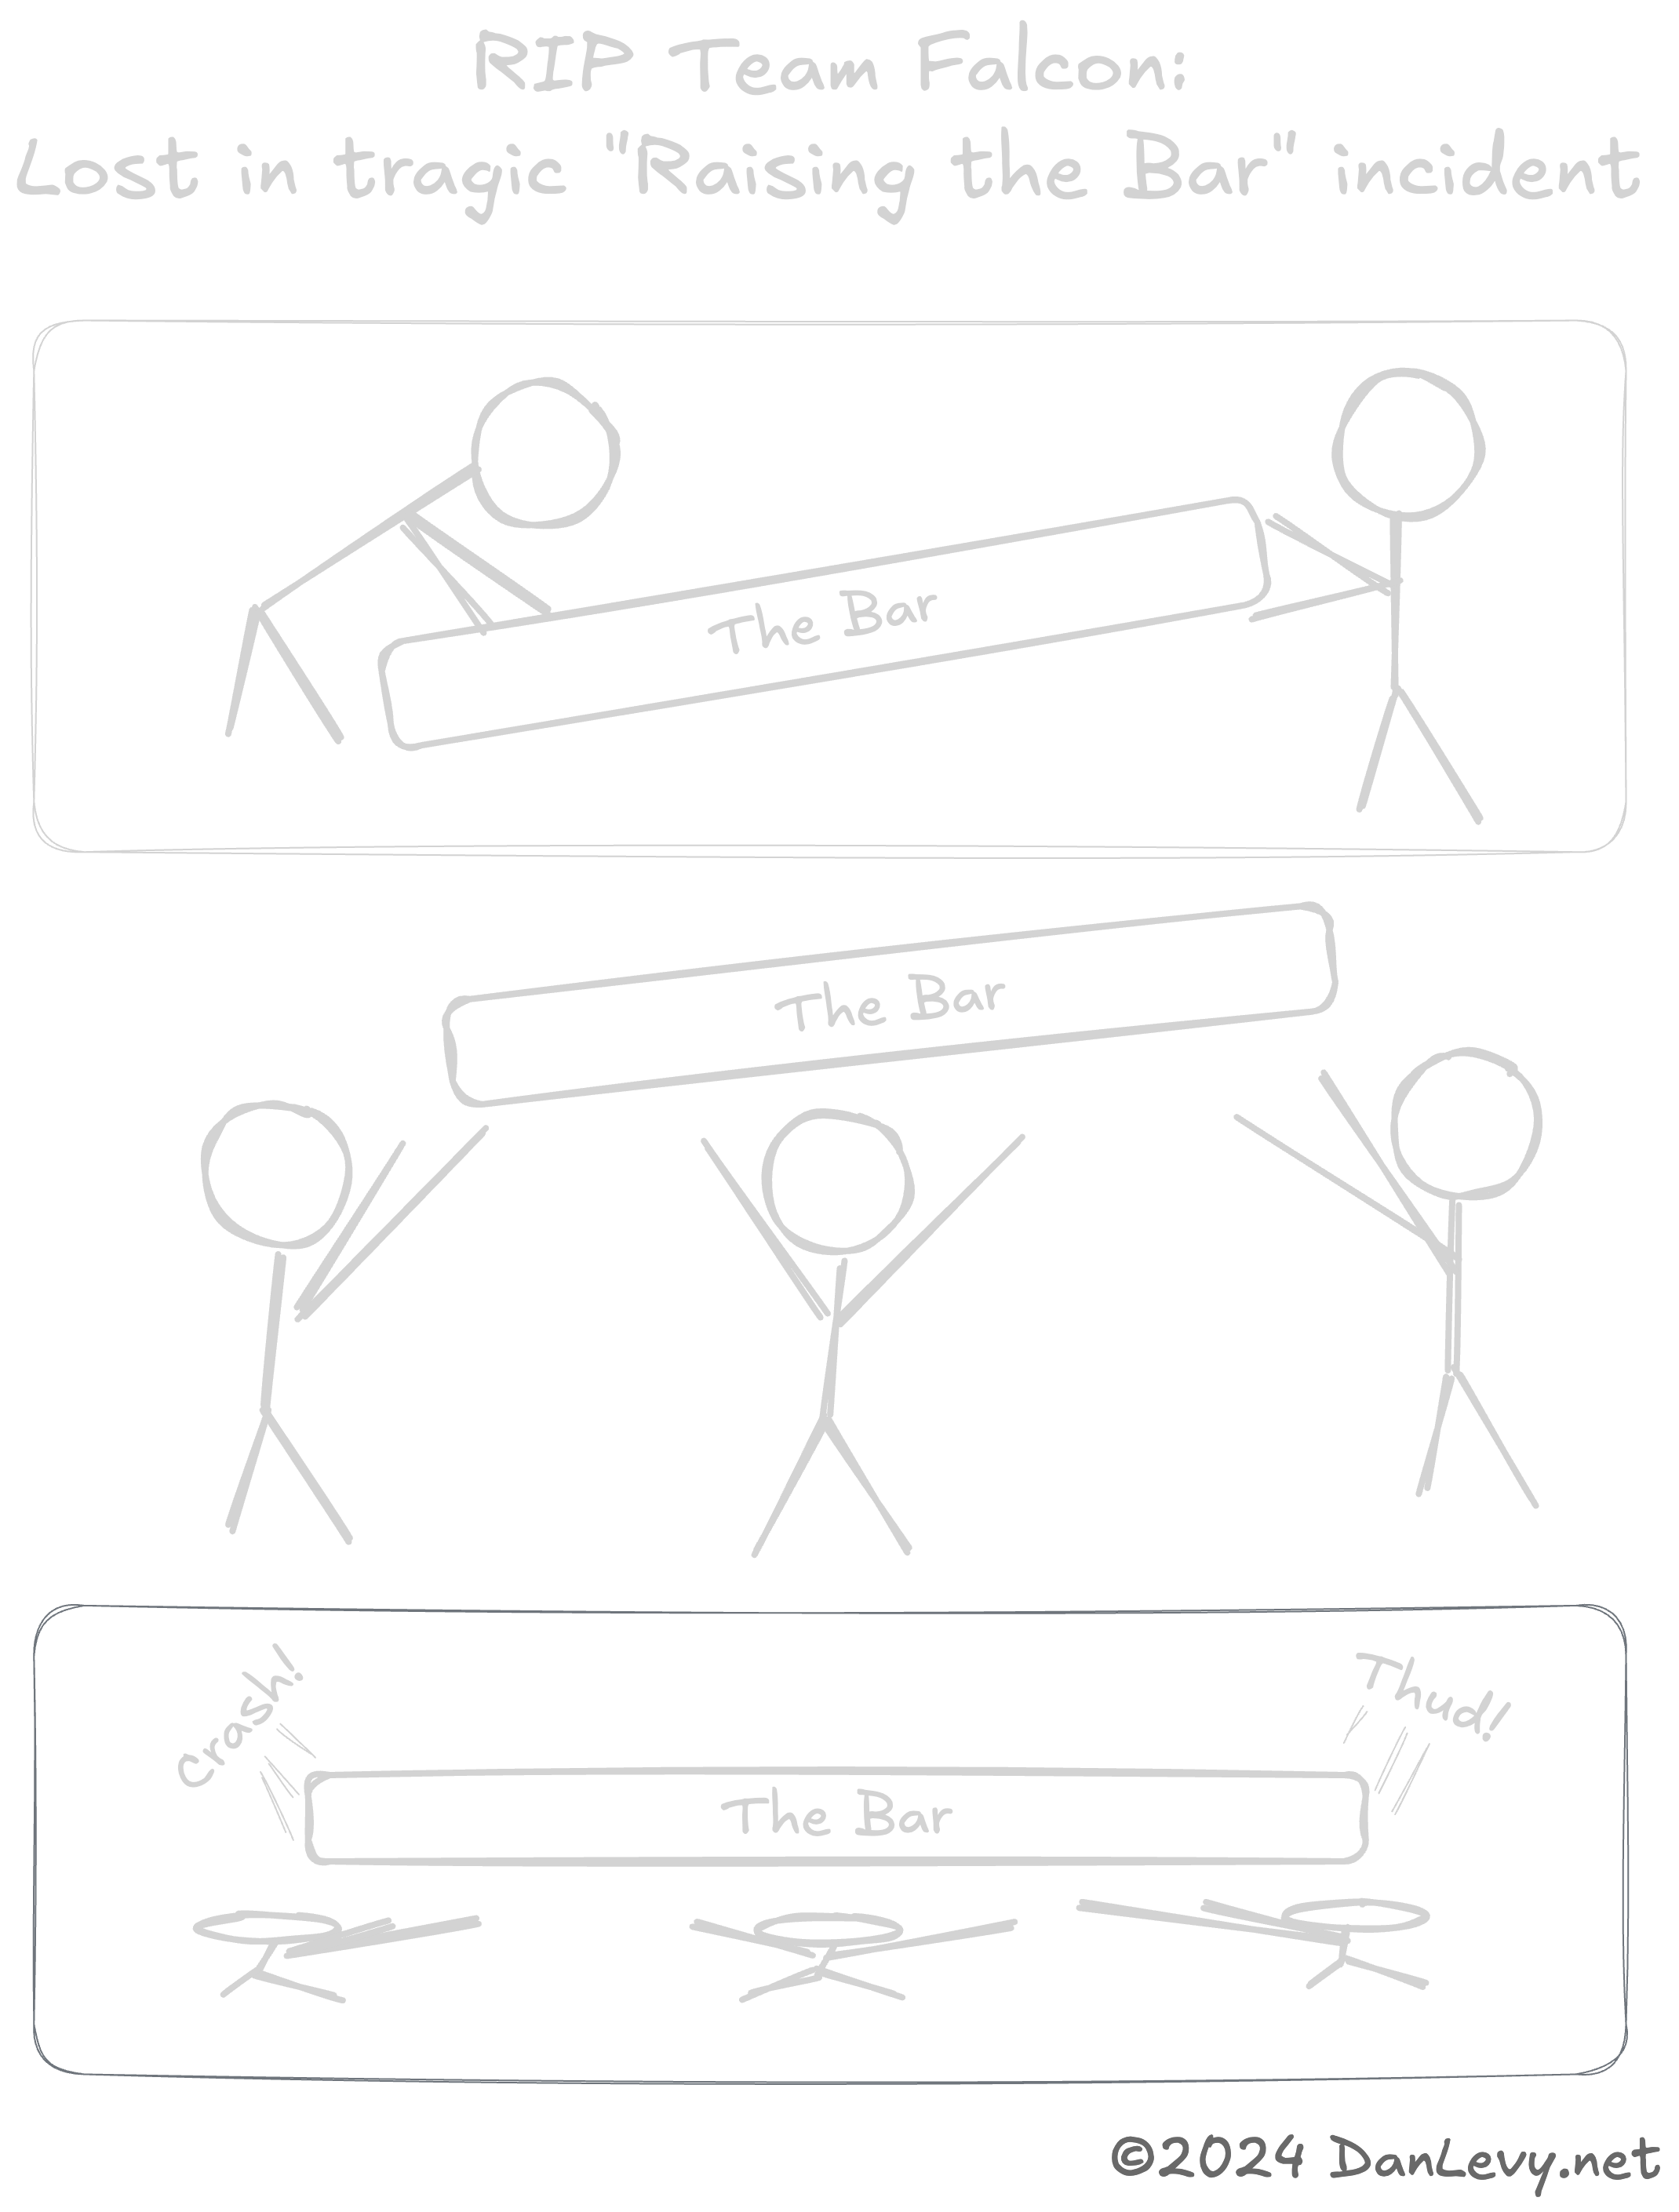 RIP Team Falcon:
Lost in tragic "Raising the Bar" incident
The Bar
The Bar
Crash!
Thud!
The Bar
©2024 DanLevy.net